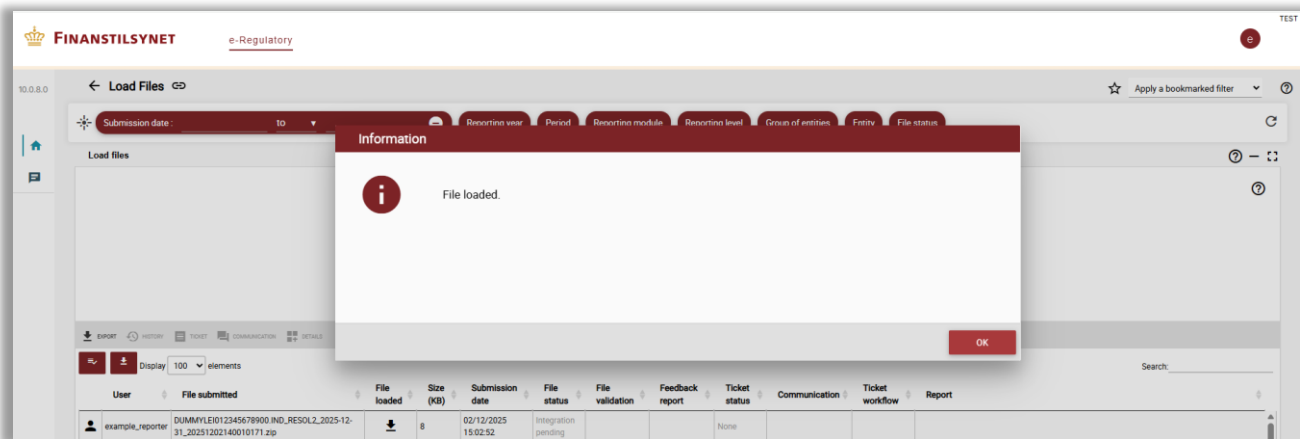 TEST
FINANSTILSYNET
e-Regulatory
e
10.0.8.0
Load Files
Apply a bookmarked filter
Submission date :
to
Reporting year
Period
Reporting module
Reporting level
Group of entities
Entity
File status
Load files
Information
File loaded.
OK
EXPORT
HISTORY
TICKET
COMMUNICATION
DETAILS
Display 100 elements
Search:
User
File submitted
File loaded
Size (KB)
Submission date
File status
File validation
Feedback report
Ticket status
Communication
Ticket workflow
Report
example_reporter
DUMMYLEI012345678900.IND_RESOL2_2025-12-
31_20251202140010171.zip
8
02/12/2025
15:02:52
Integration
pending
None